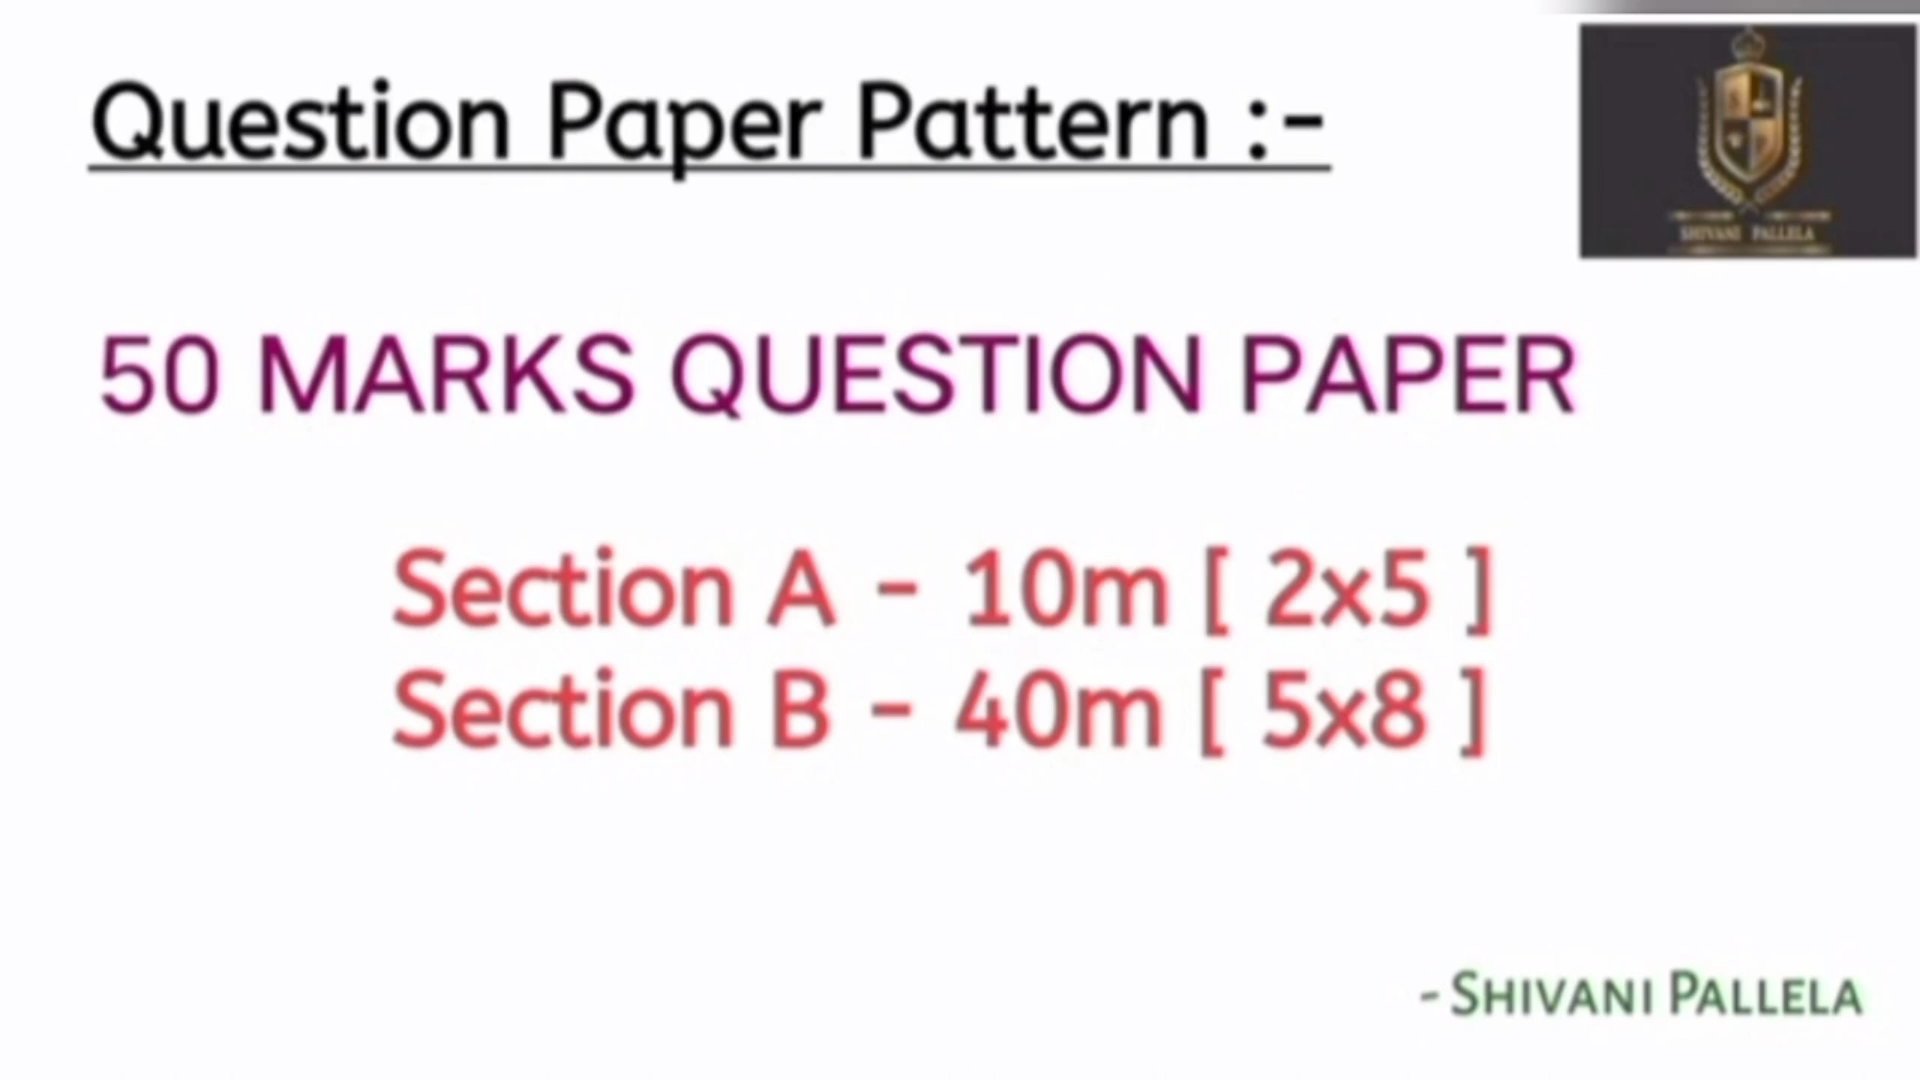 Question Paper Pattern :-
SHIVANI PALLELA
50 MARKS QUESTION PAPER
Section A - 10m [ 2x5 ]
Section B - 40m [ 5x8 ]
- SHIVANI PALLELA